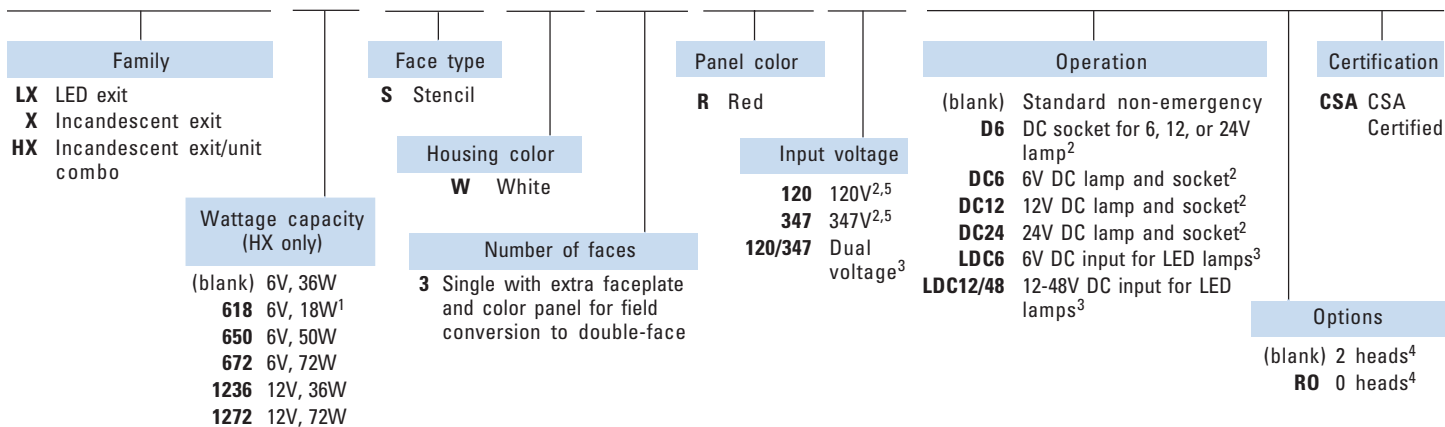 Family
LX LED exit
X Incandescent exit
HX Incandescent exit/unit
combo
Wattage capacity
(HX only)
(blank) 6V, 36W
618 6V, 18W1
650 6V, 50W
672 6V, 72W
1236 12V, 36W
1272 12V, 72W
Face type
S Stencil
Housing color
W White
Number of faces
3 Single with extra faceplate
and color panel for field
conversion to double-face
Panel color
R Red
Input voltage
120 120V2,5
347 347V2,5
120/347 Dual
voltage3
Operation
(blank) Standard non-emergency
D6 DC socket for 6, 12, or 24V
lamp2
DC6 6V DC lamp and socket2
DC12 12V DC lamp and socket2
DC24 24V DC lamp and socket2
LDC6 6V DC input for LED lamps3
LDC12/48 12-48V DC input for LED
lamps3
Options
(blank) 2 heads4
RO 0 heads4
Certification
CSA CSA
Certified